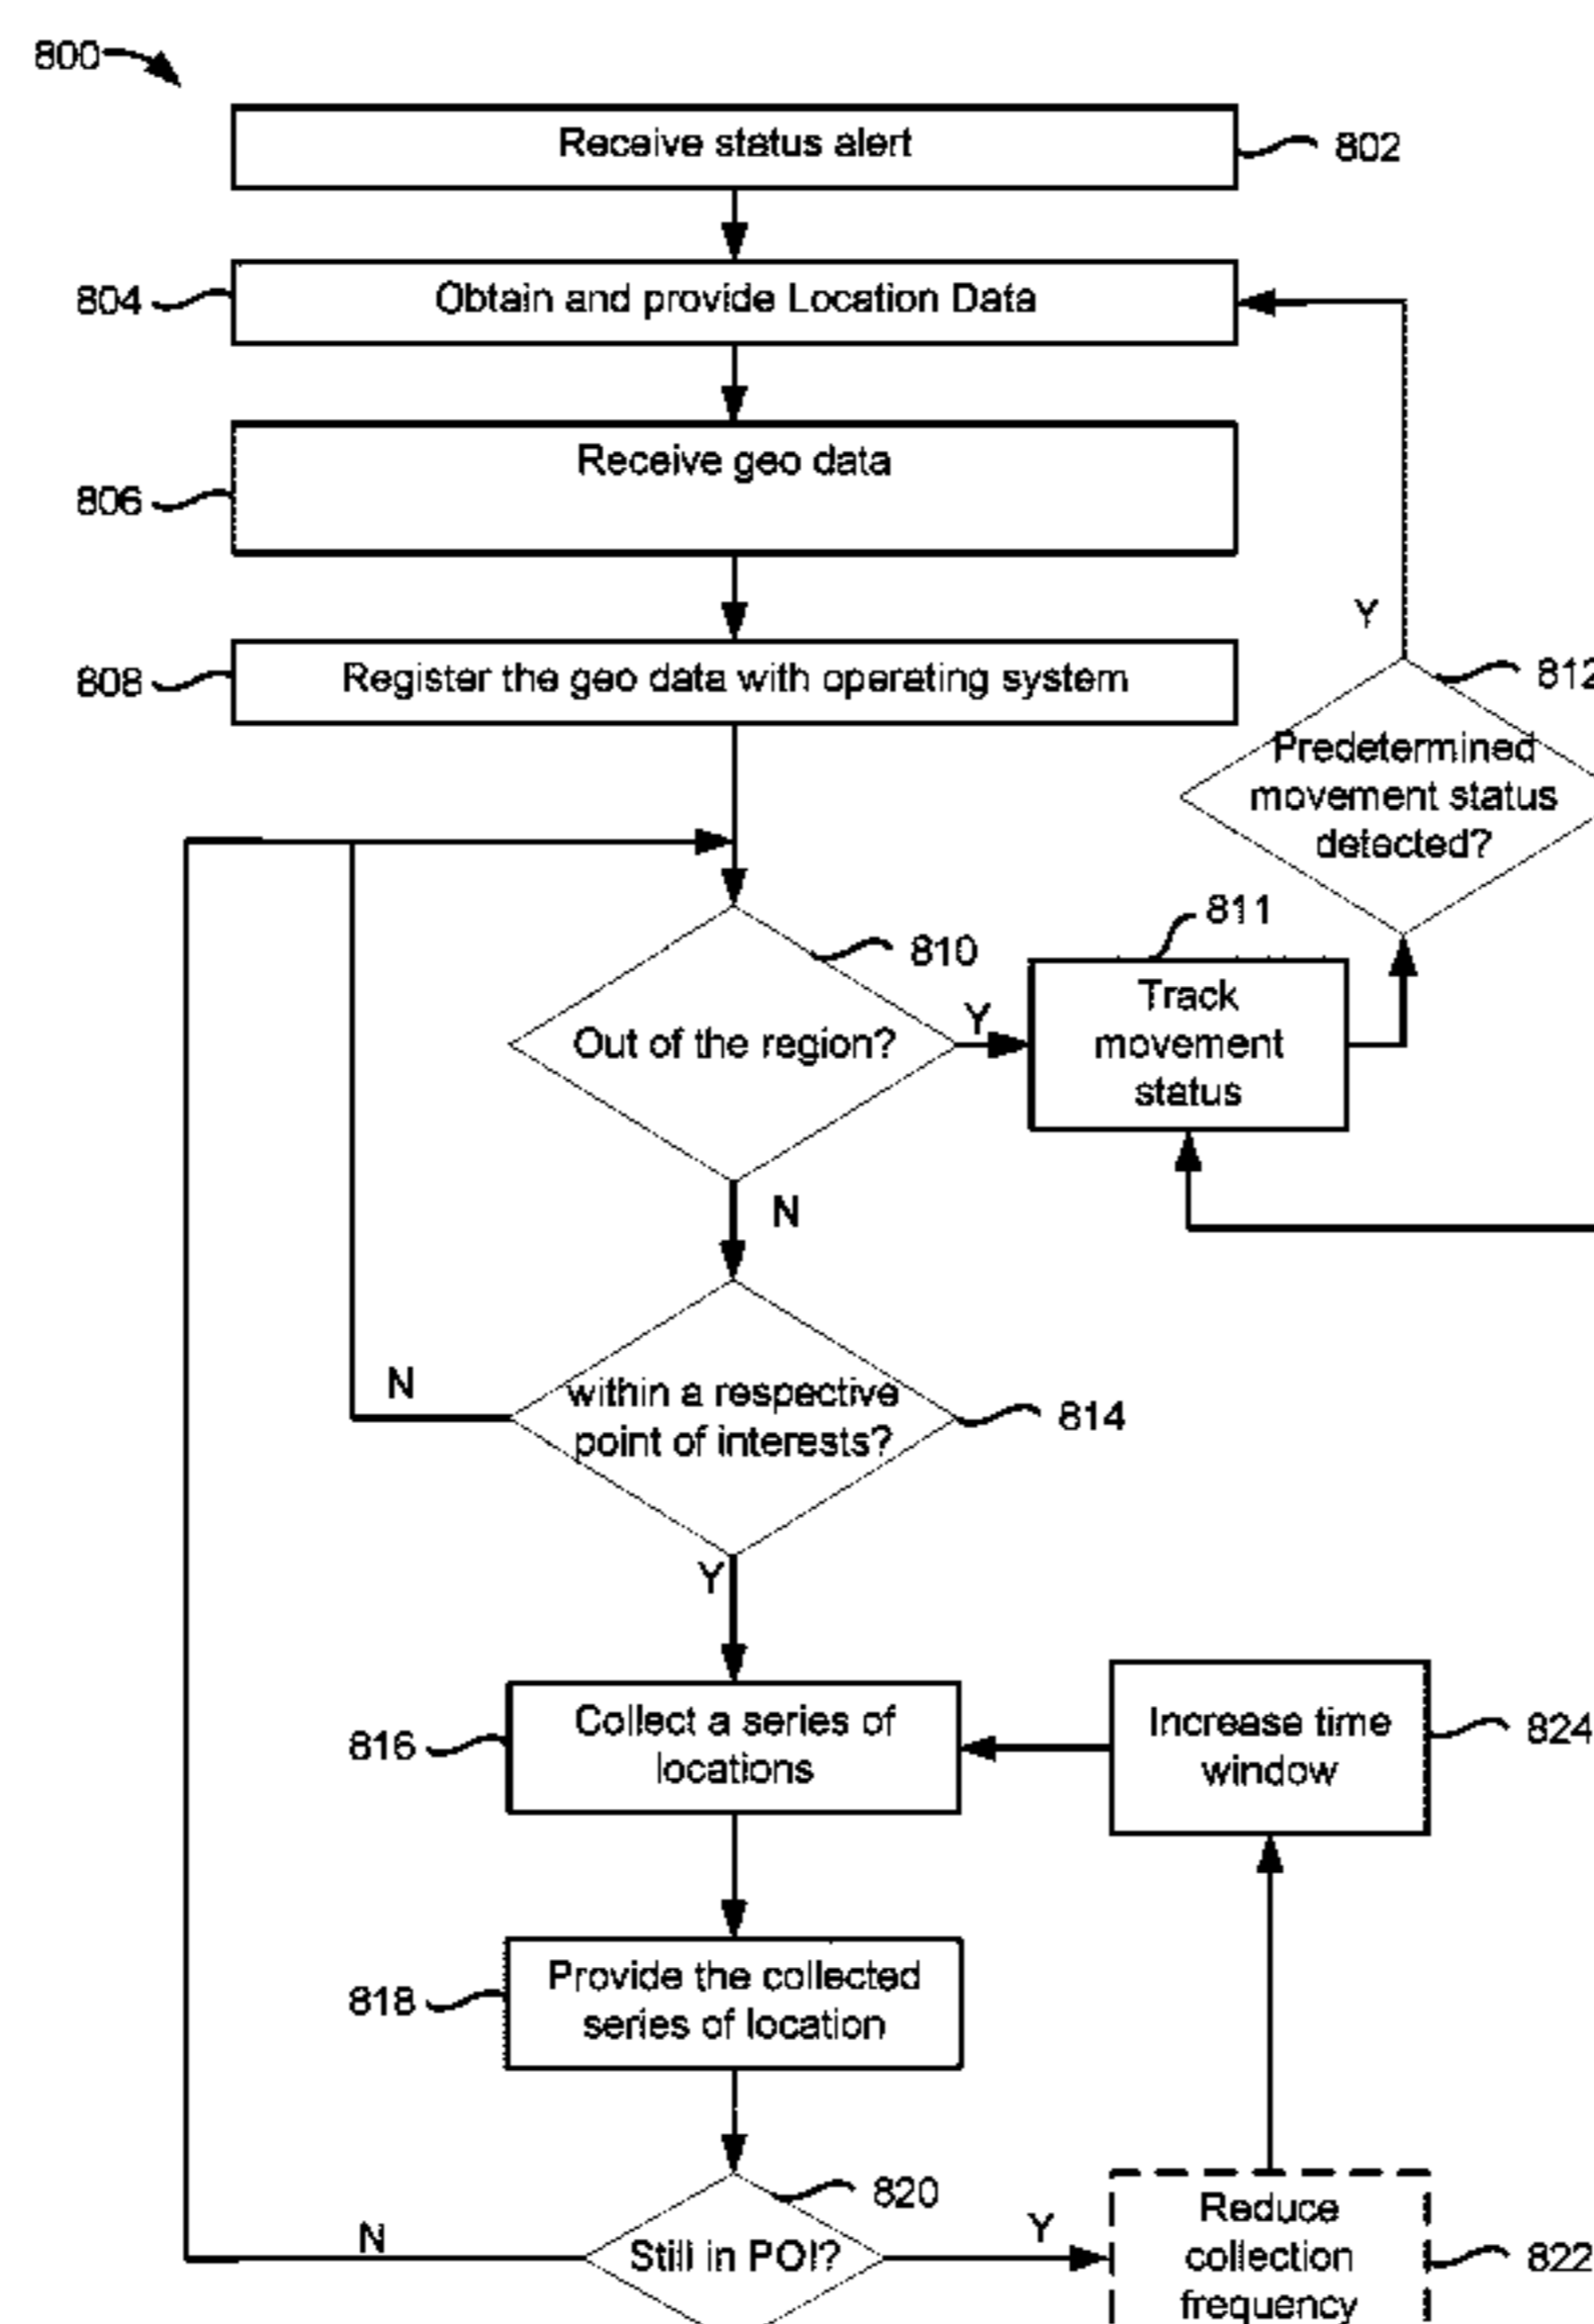 800
Receive status alert
802
804
Obtain and provide Location Data
Receive geo data
806
808
Register the geo data with operating system
Y
812
Predetermined
movement status
detected?
811
810
Y
Out of the region?
Track
movement
status
N
N
within a respective
point of interests?
814
Y
816
Collect a series of
locations
Increase time
window
824
818
Provide the collected
series of location
820
N
Still in POI?
Y
Reduce
collection
frequency
822